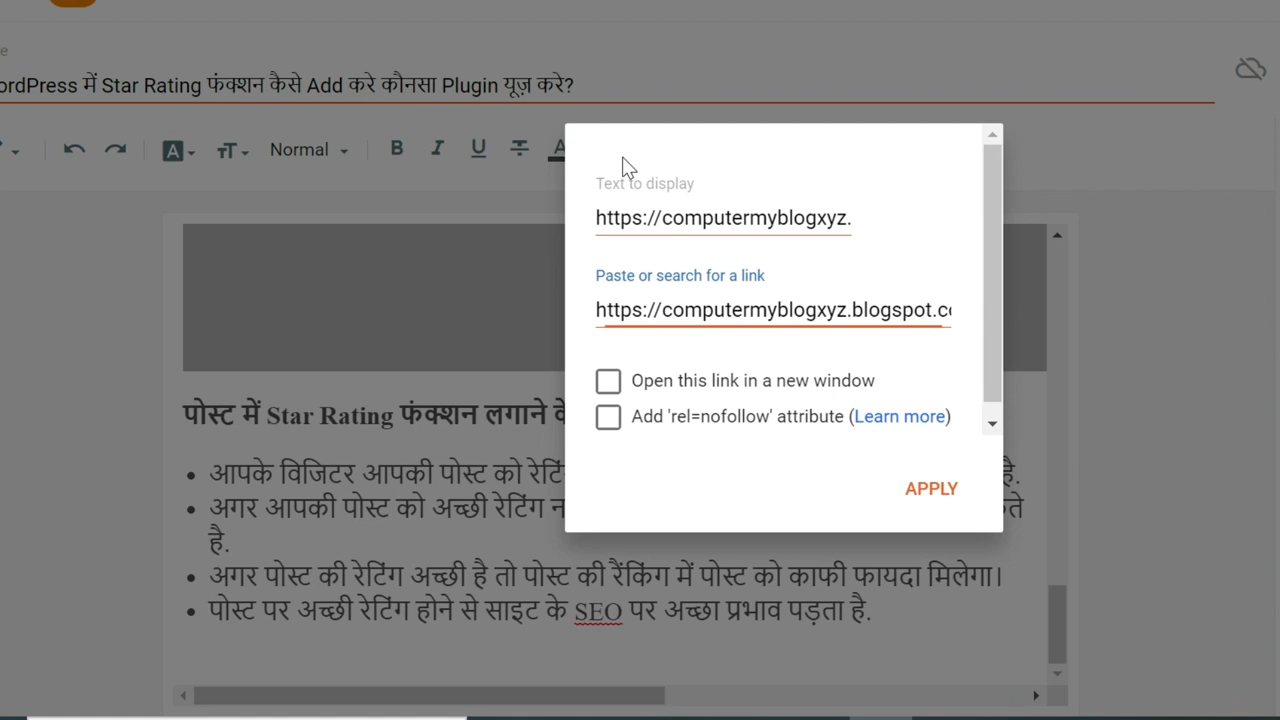 ordPress में Star Rating फंक्शन कैसे Add करे कौनसा Plugin यूज़ करे?
Normal
B I U
A
Text to display
https://computermyblogxyz.
Paste or search for a link
https://computermyblogxyz.blogspot.co
Open this link in a new window
Add 'rel=nofollow' attribute (Learn more)
APPLY
पोस्ट में Star Rating फंक्शन लगाने के
आपके विजिटर आपकी पोस्ट को रेटिं है.
अगर आपकी पोस्ट को अच्छी रेटिंग न कते
है.
अगर पोस्ट की रेटिंग अच्छी है तो पोस्ट की रैंकिंग में पोस्ट को काफी फायदा मिलेगा।
पोस्ट पर अच्छी रेटिंग होने से साइट के SEO पर अच्छा प्रभाव पड़ता है.